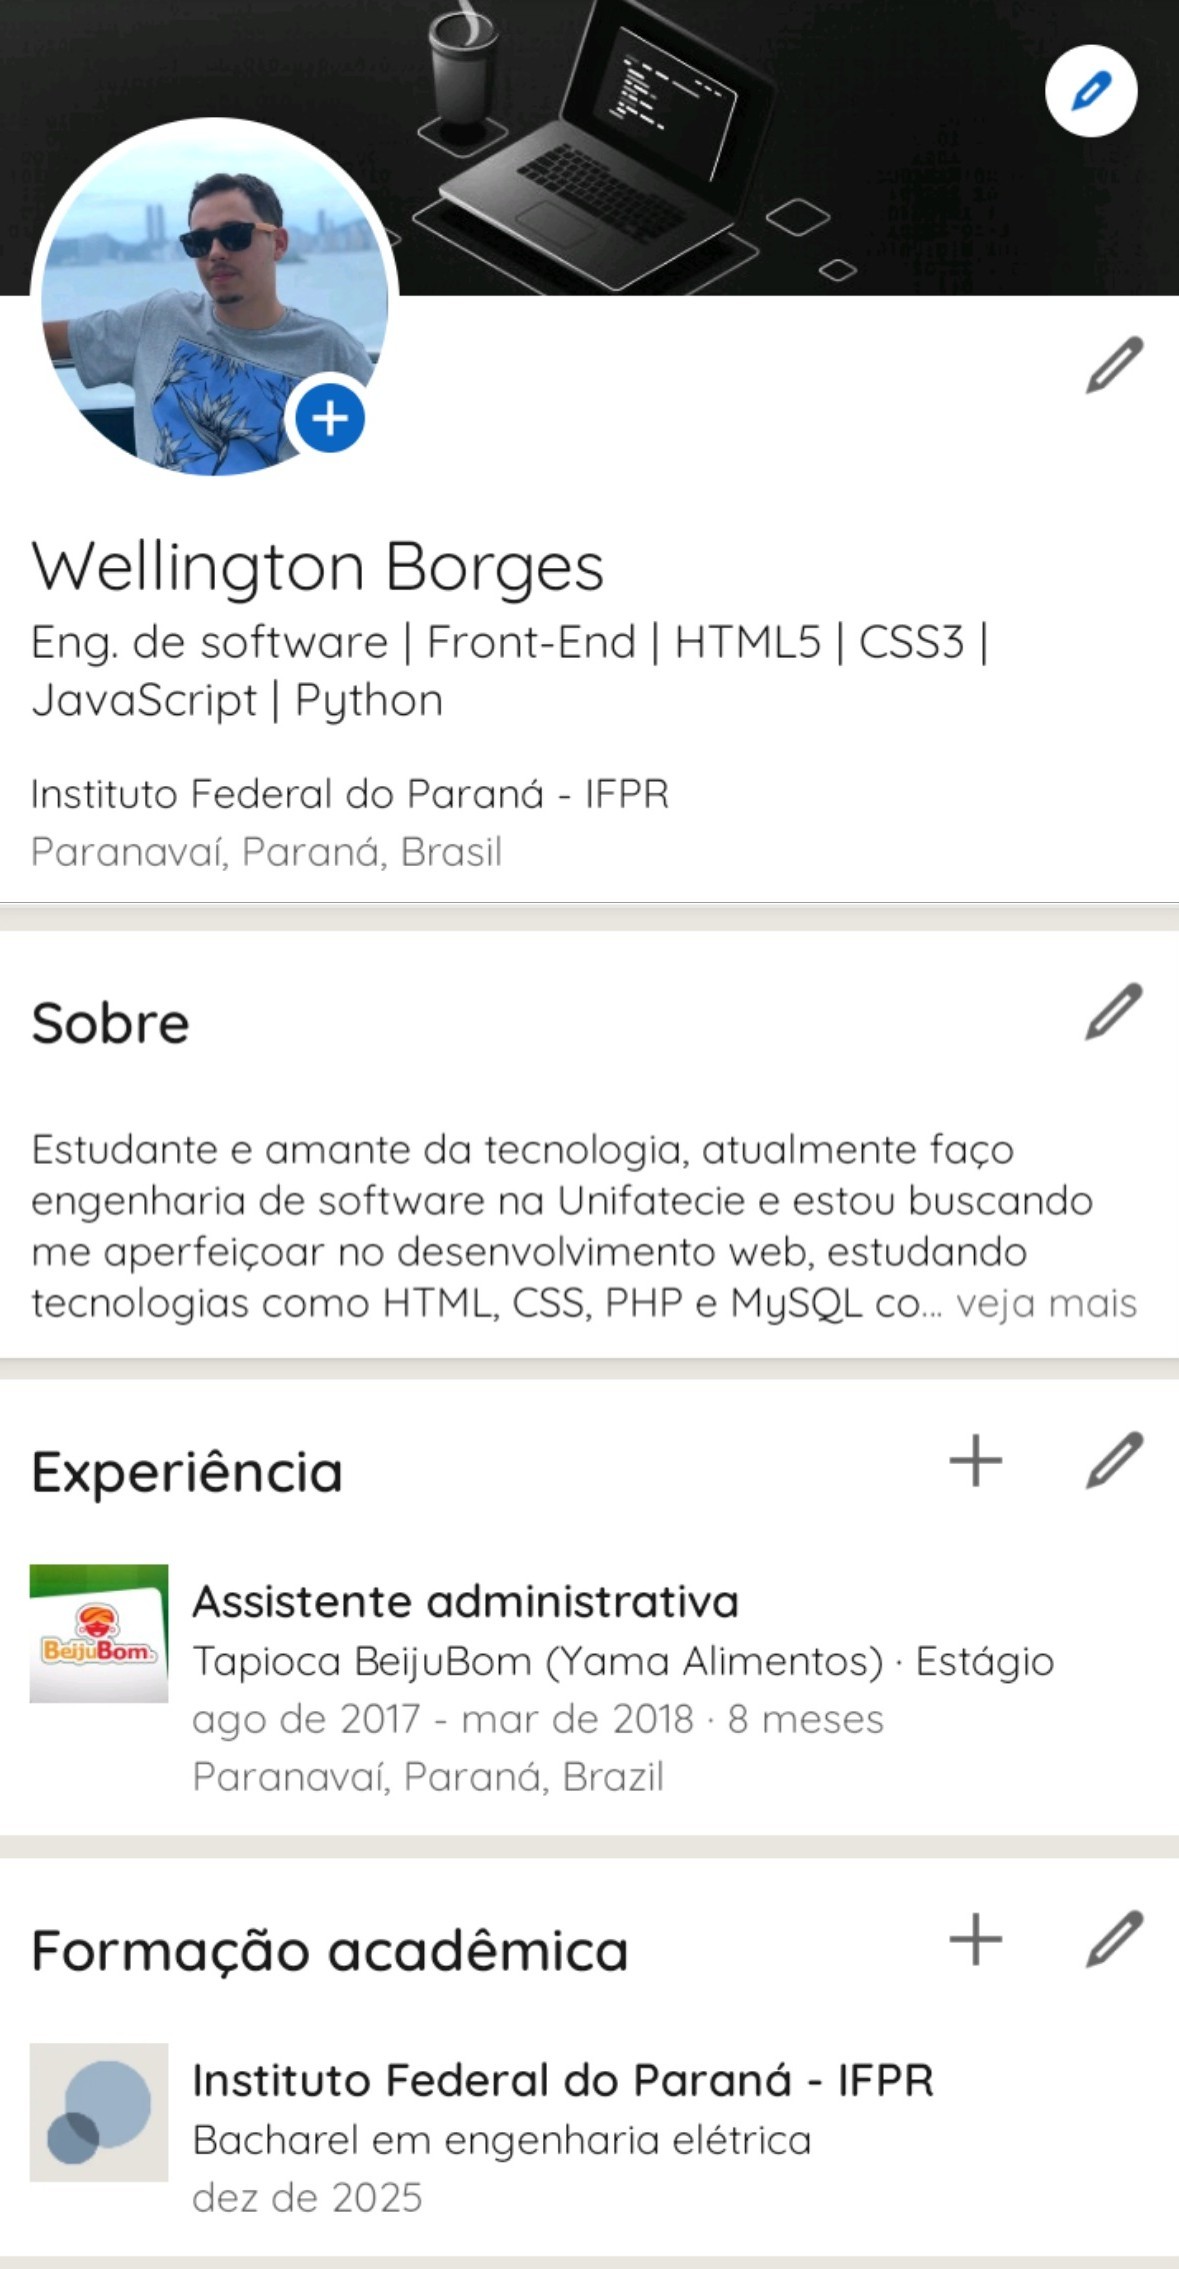 Wellington Borges
Eng. de software | Front-End | HTML5 | CSS3 |
JavaScript | Python
Instituto Federal do Paraná - IFPR
Paranavaí, Paraná, Brasil
Sobre
Estudante e amante da tecnologia, atualmente faço
engenharia de software na Unifatecie e estou buscando
me aperfeiçoar no desenvolvimento web, estudando
tecnologias como HTML, CSS, PHP e MySQL co... veja mais
Experiência
BeijuBom
Assistente administrativa
Tapioca BeijuBom (Yama Alimentos) · Estágio
ago de 2017 - mar de 2018 · 8 meses
Paranavaí, Paraná, Brazil
Formação acadêmica
Instituto Federal do Paraná - IFPR
Bacharel em engenharia elétrica
dez de 2025